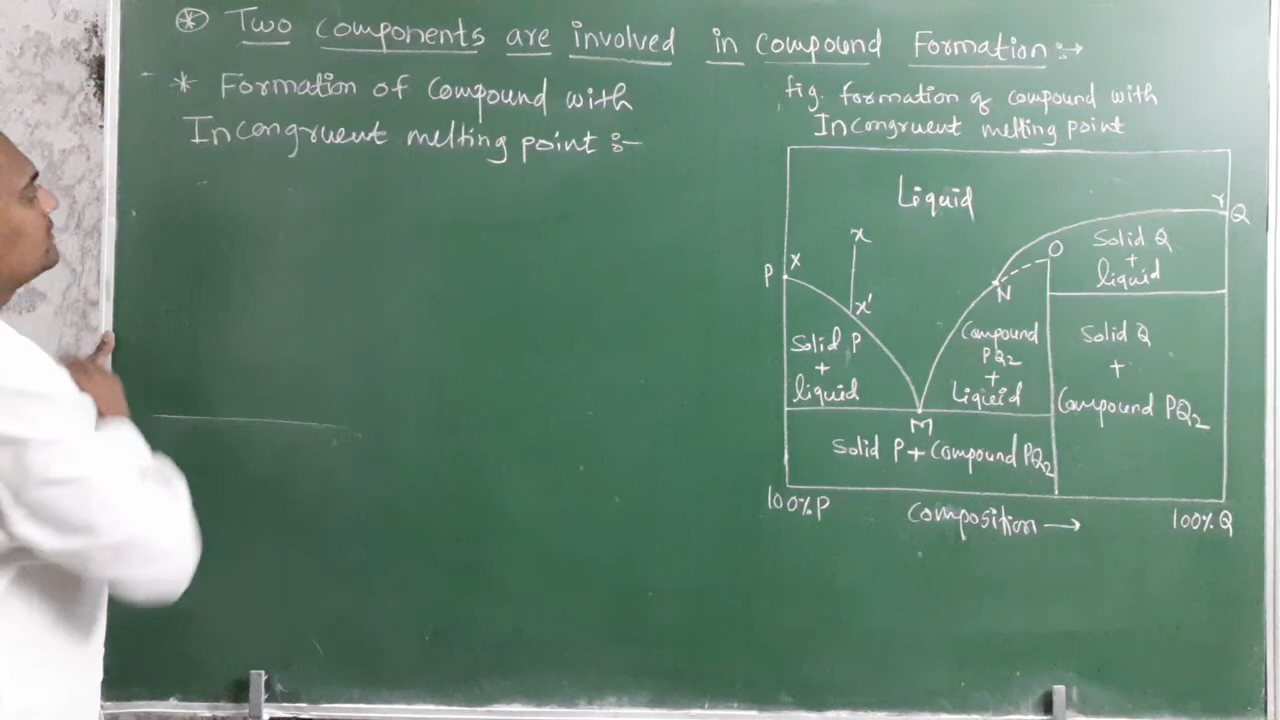 * Two components are involved in Compound Formation :→
* Formation of Compound with
Incongruent melting point :-
fig. formation of compound with
Incongruent melting point
Liquid
P
x
x
x'
Y
Q
O
N
M
Solid Q
+
liquid
Solid P
+
liquid
Compound
PQ2
+
Liquid
Solid Q
+
Compound PQ2
Solid P + Compound PQ2
100% P
Composition →
100% Q